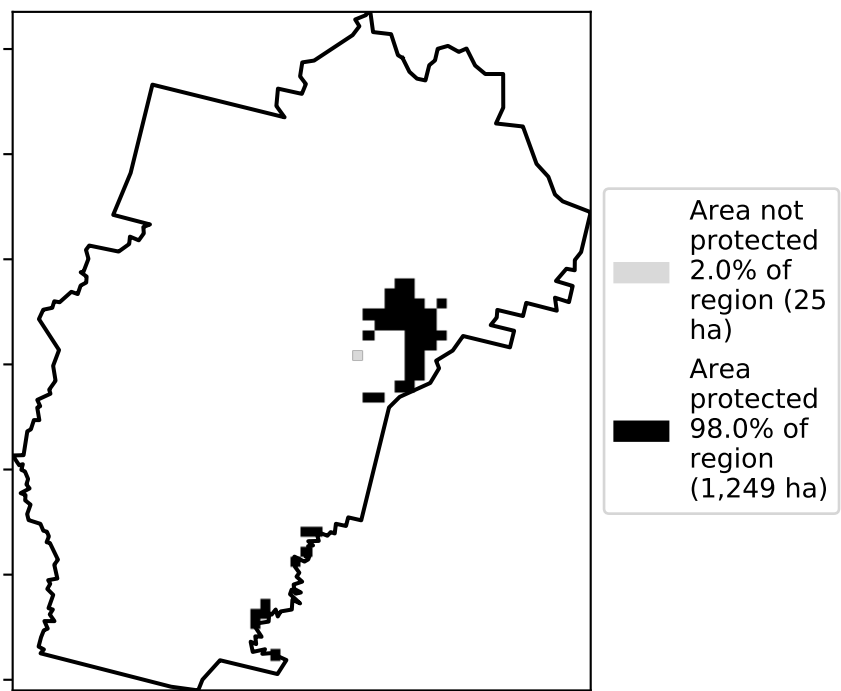 Area not
protected
2.0% of
region (25
ha)
Area
protected
98.0% of
region
(1,249 ha)